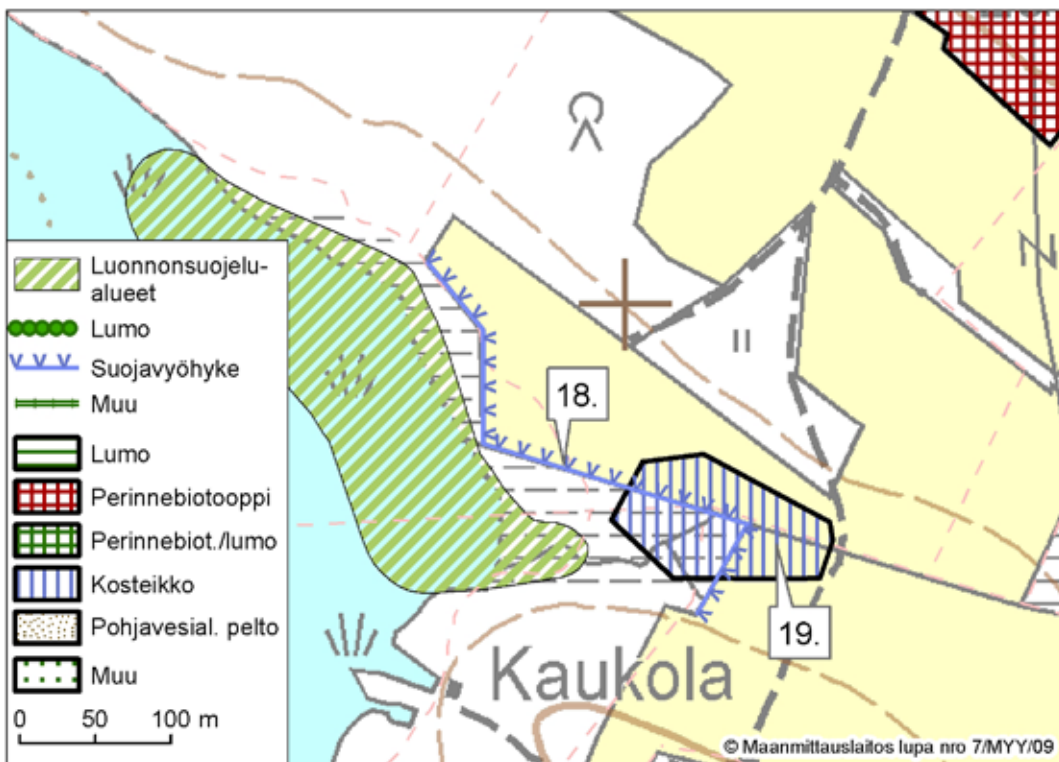 Luonnonsuojelu-
alueet
Lumo
Suojavyöhyke
Muu
Lumo
Perinnebiotooppi
Perinnebiot./lumo
Kosteikko
Pohjavesial. pelto
Muu
0 50 100 m
18.
19.
Kaukola
© Maanmittauslaitos lupa nro 7/MYY/09